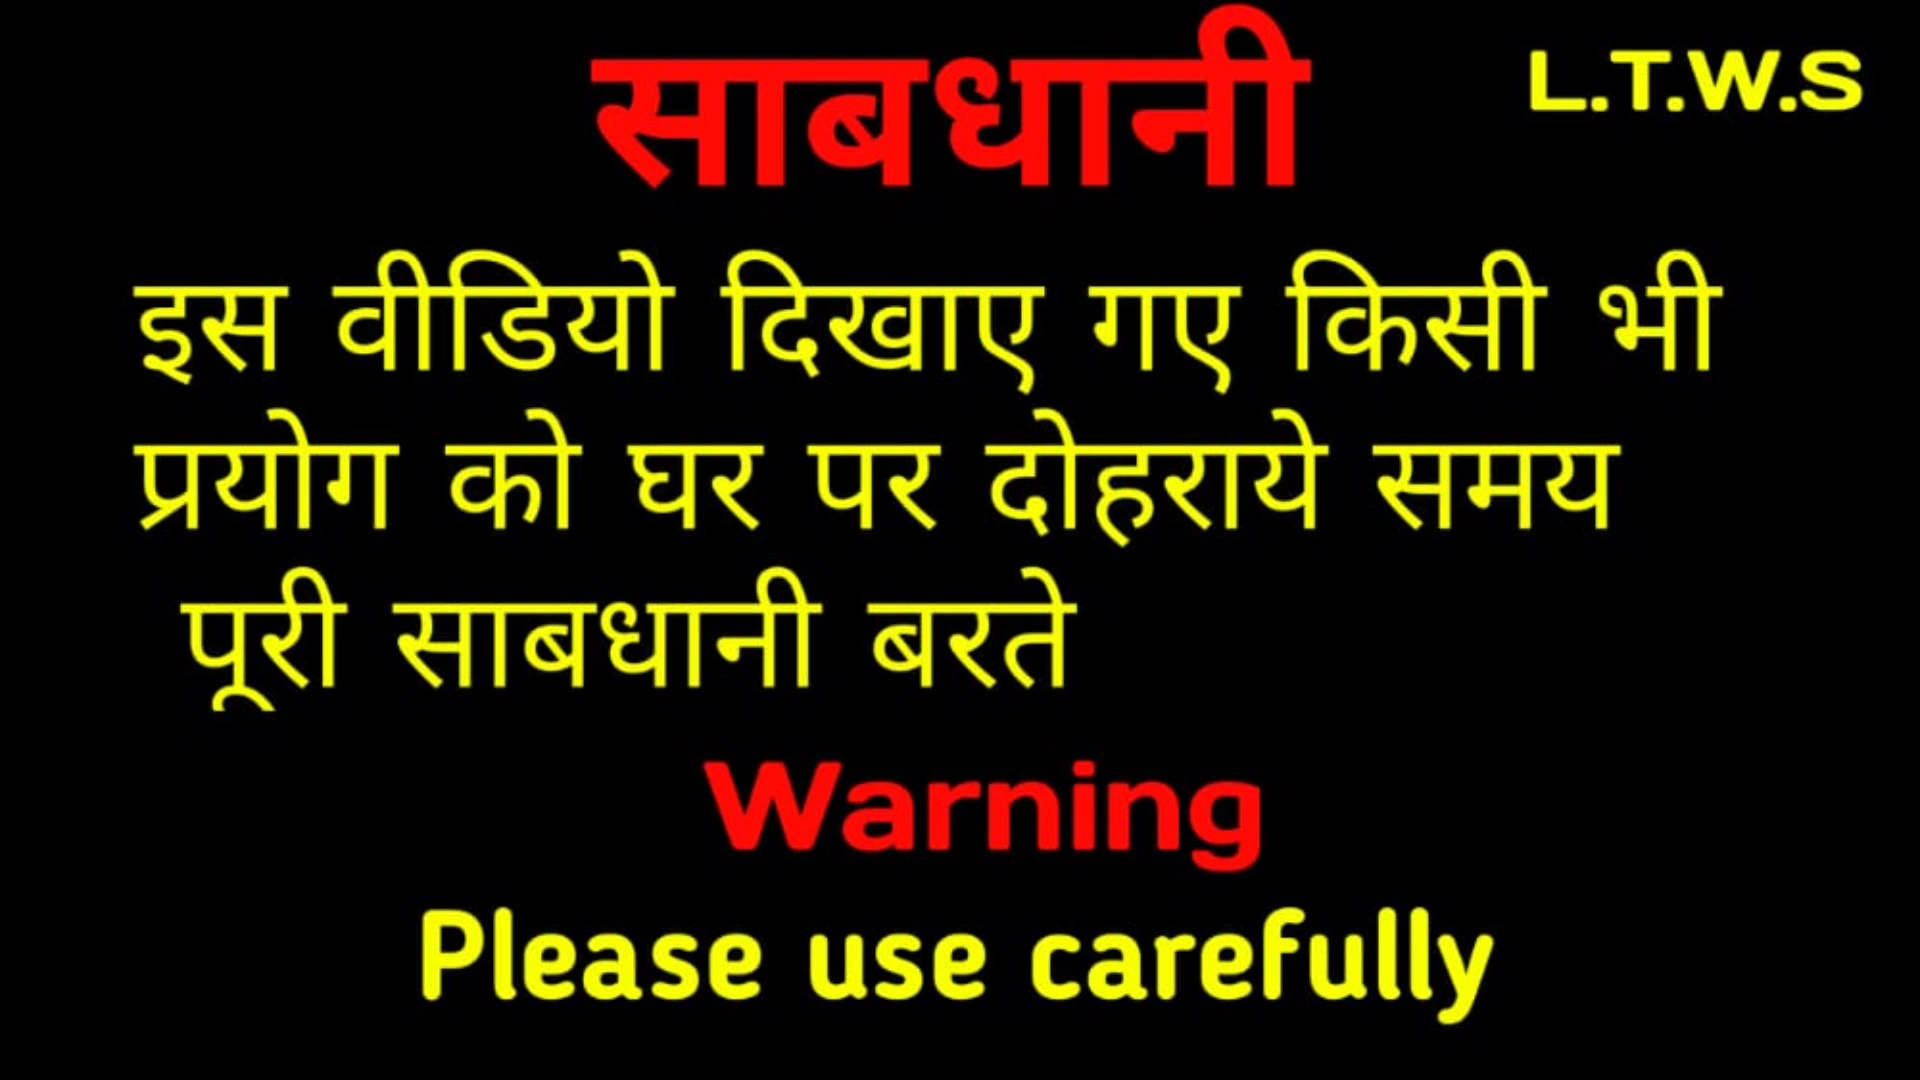 साबधानी
L.T.W.S
इस वीडियो दिखाए गए किसी भी
प्रयोग को घर पर दोहराये समय
पूरी साबधानी बरते
Warning
Please use carefully